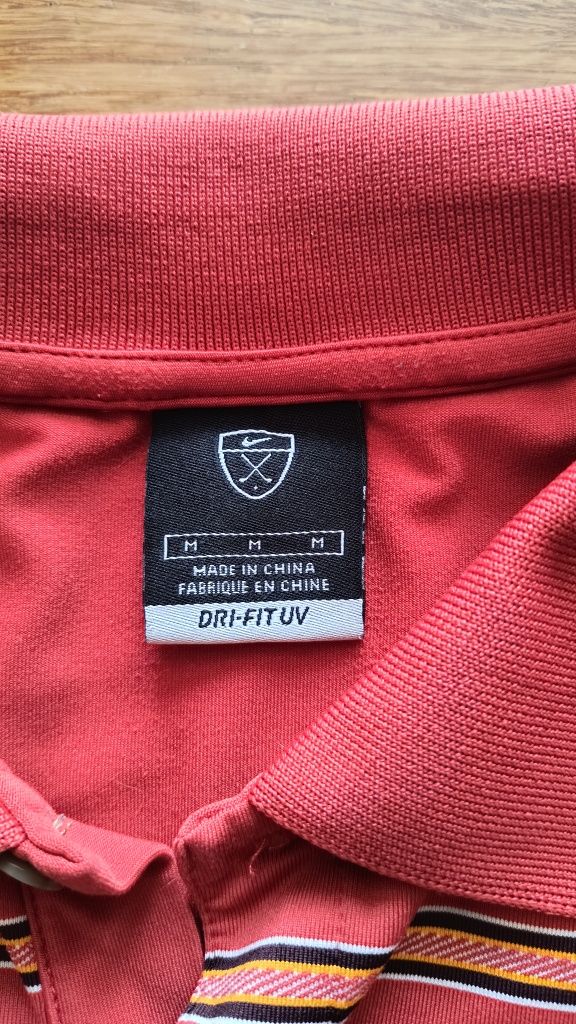 M M M
MADE IN CHINA
FABRIQUE EN CHINE
DRI-FIT UV